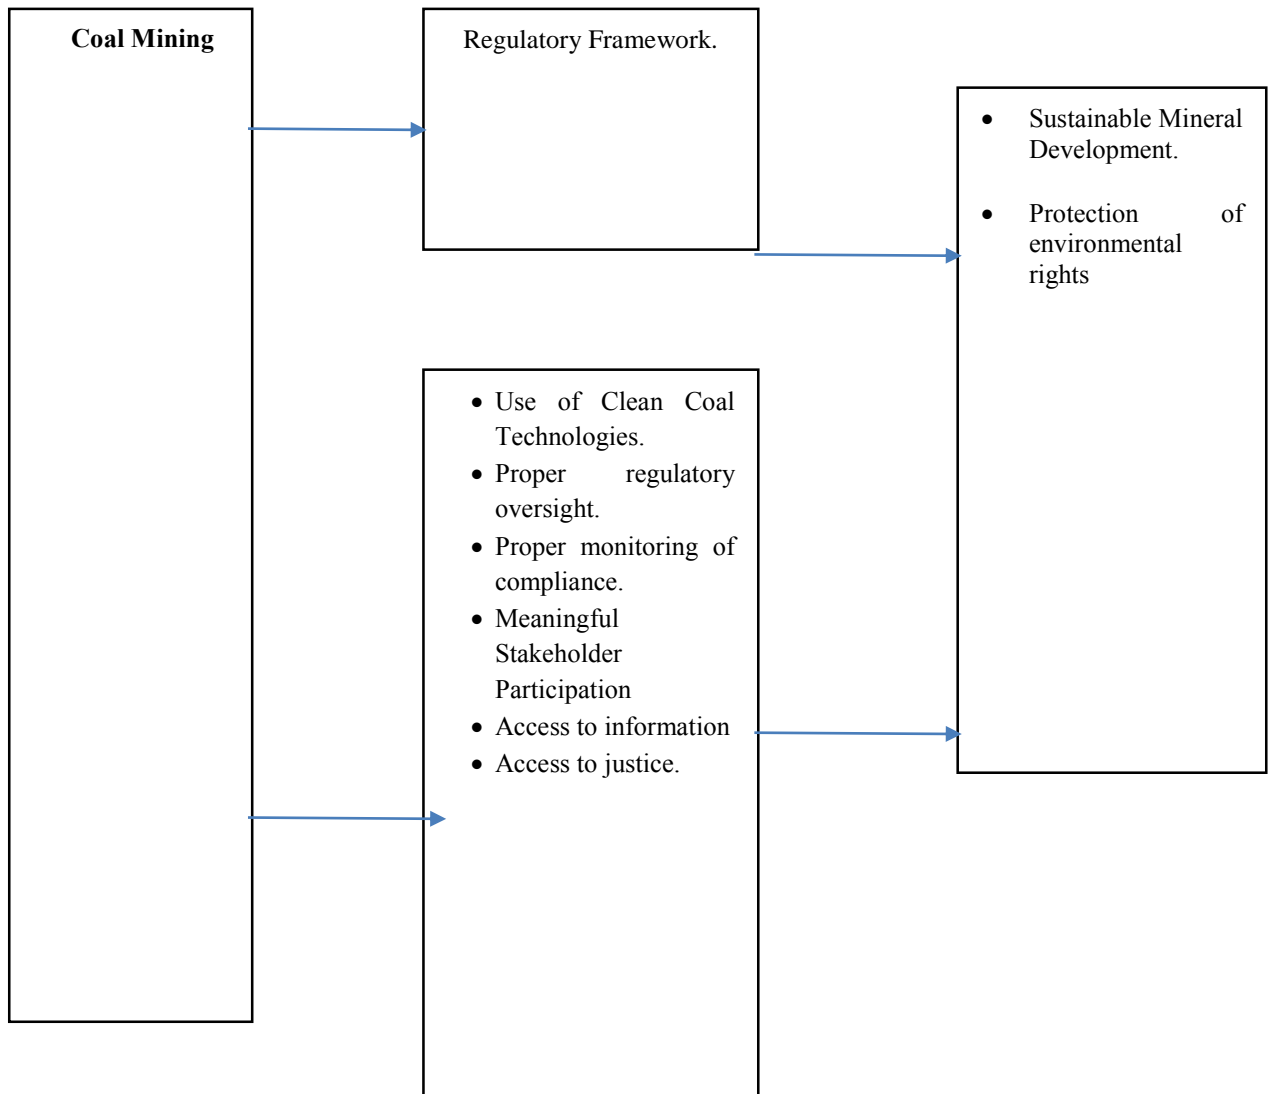 Coal Mining
Regulatory Framework.
• Use of Clean Coal
Technologies.
• Proper regulatory
oversight.
• Proper monitoring of
compliance.
• Meaningful
Stakeholder
Participation
• Access to information
• Access to justice.
• Sustainable Mineral
Development.
• Protection of
environmental
rights